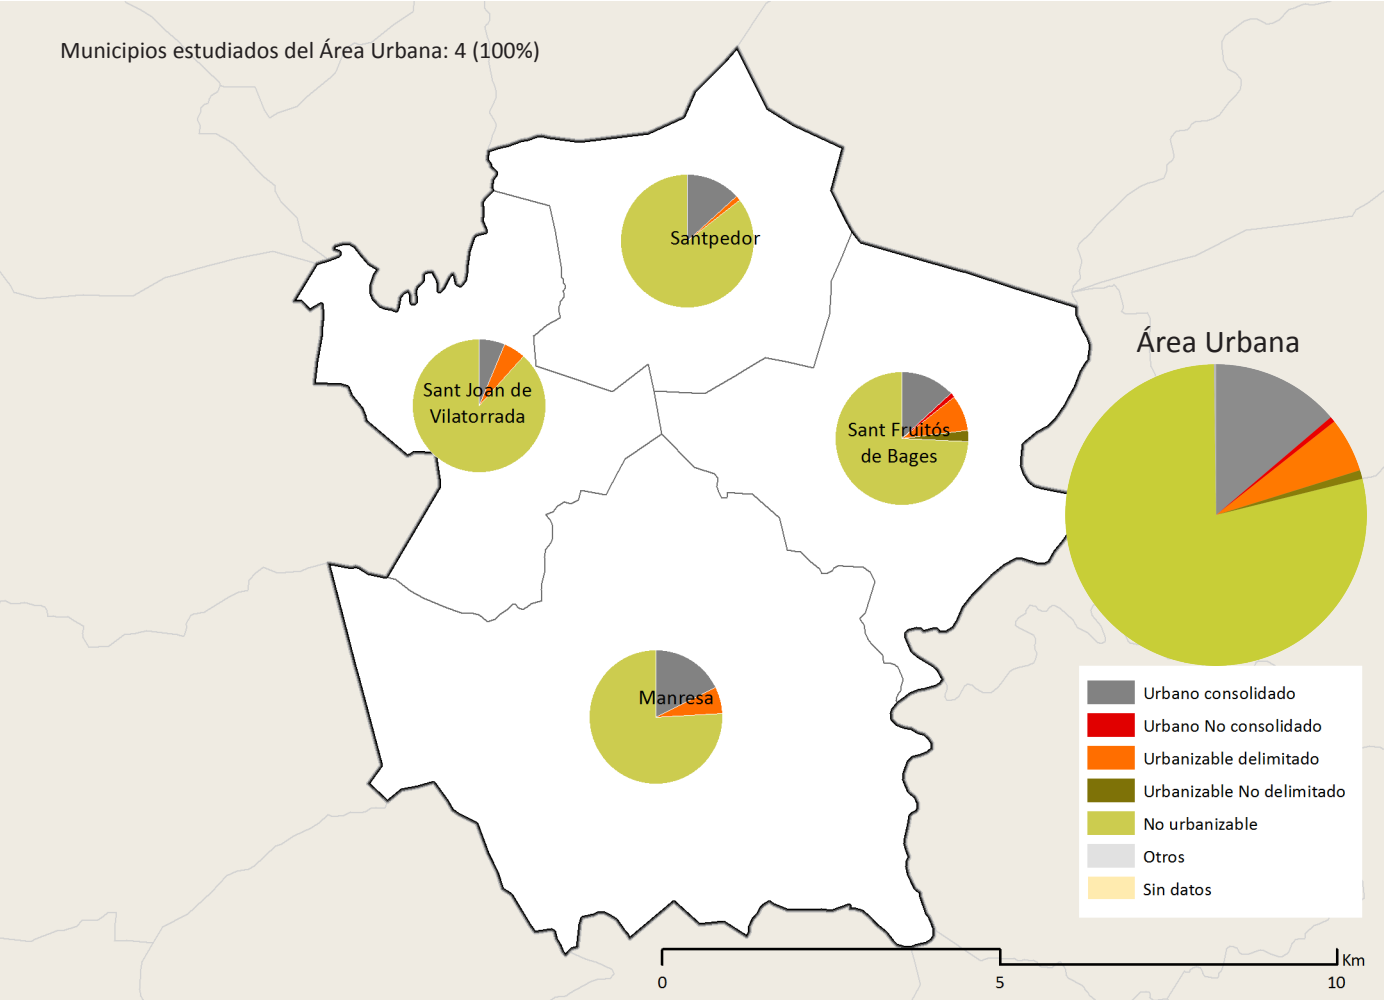 Municipios estudiados del Área Urbana: 4 (100%)
Santpedor
Área Urbana
Sant Joan de
Vilatorrada
Sant Fruitós
de Bages
Manresa
Urbano consolidado
Urbano No consolidado
Urbanizable delimitado
Urbanizable No delimitado
No urbanizable
Otros
Sin datos
Km
0 5 10